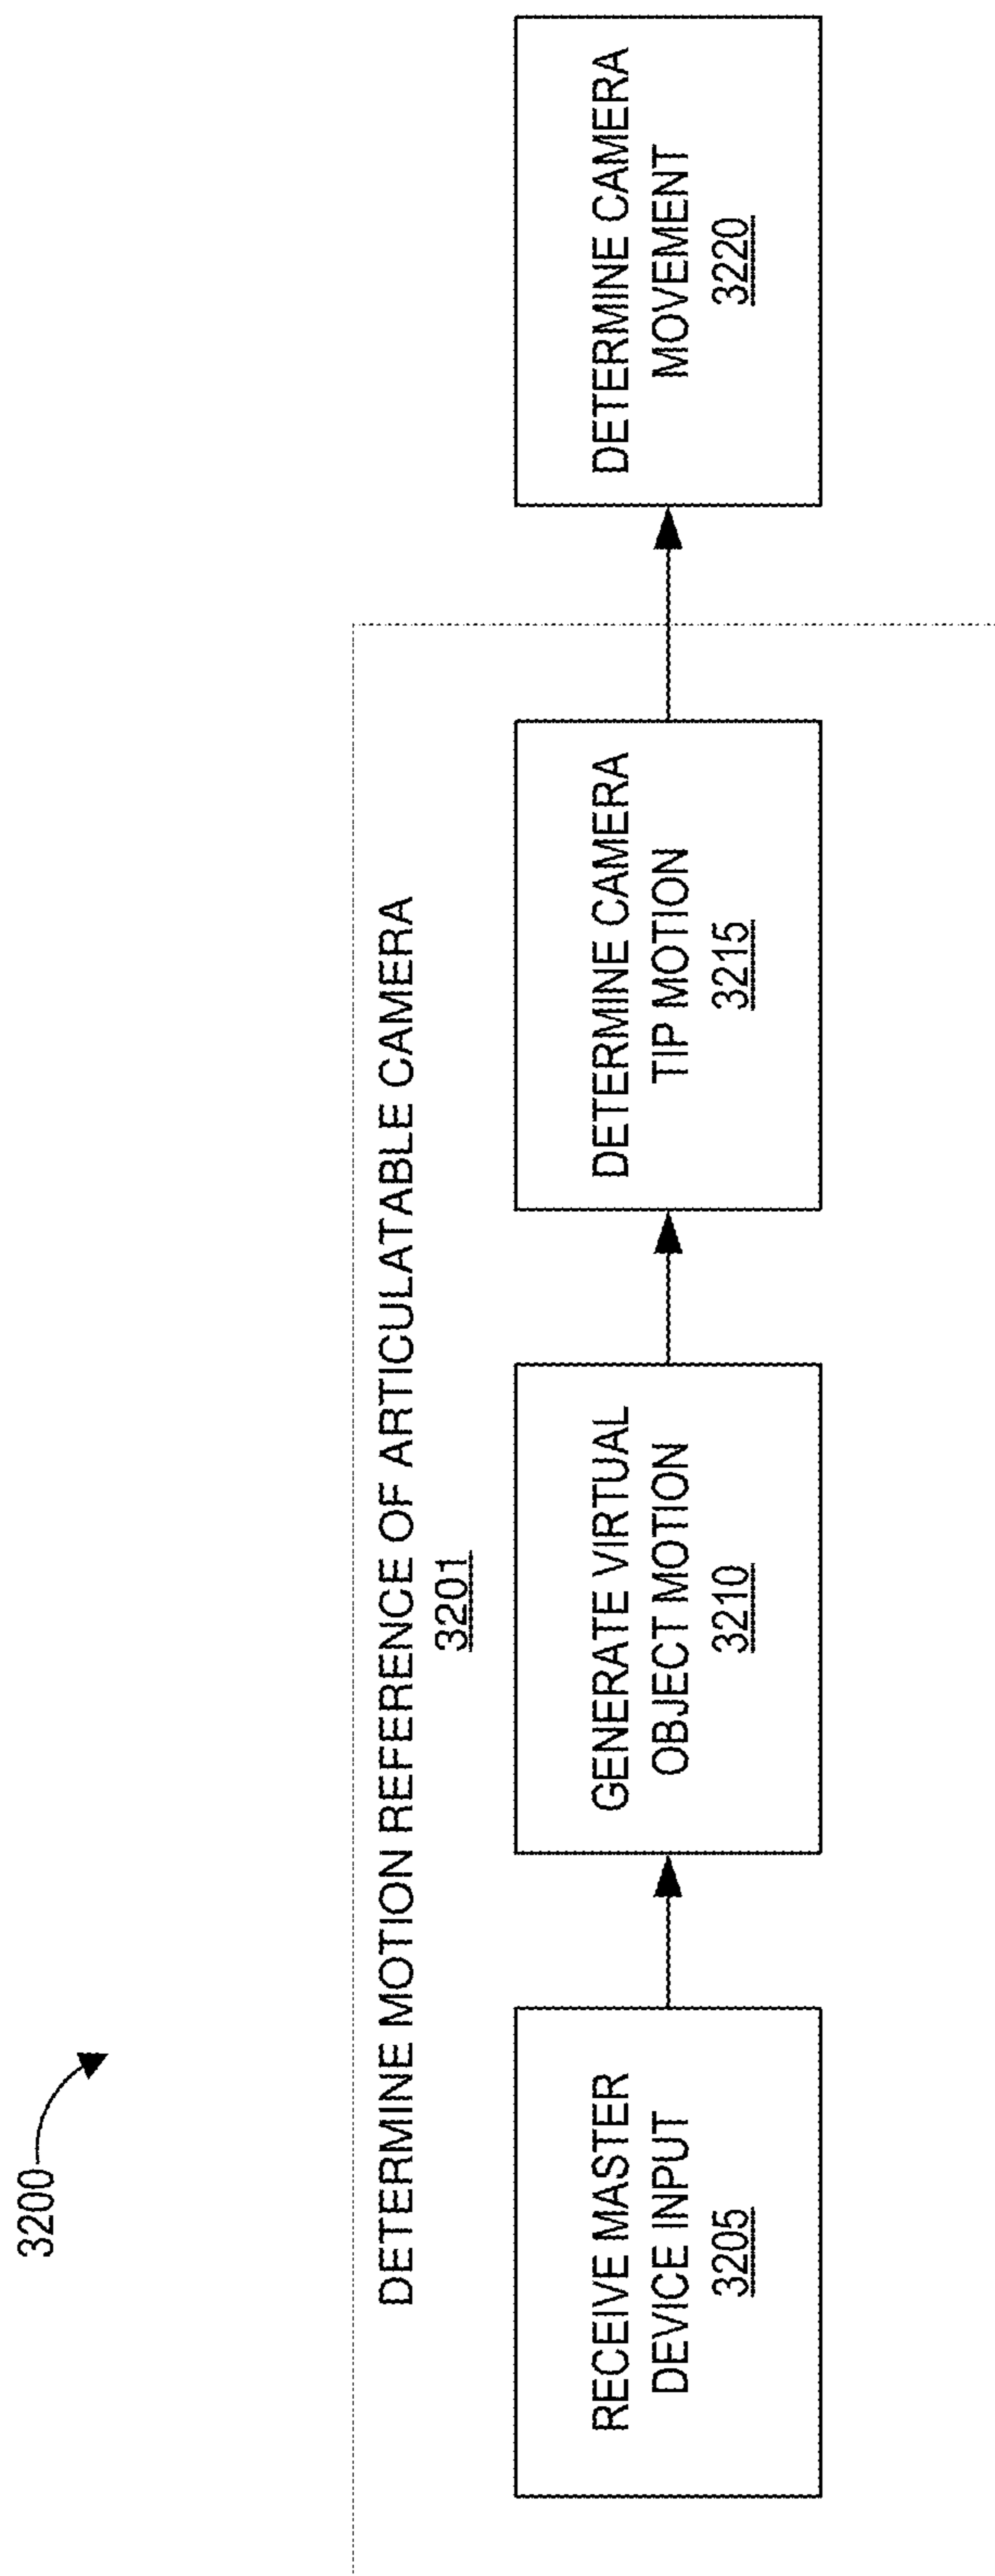 3200
DETERMINE MOTION REFERENCE OF ARTICULATABLE CAMERA
3201
RECEIVE MASTER
DEVICE INPUT
3205
GENERATE VIRTUAL
OBJECT MOTION
3210
DETERMINE CAMERA
TIP MOTION
3215
DETERMINE CAMERA
MOVEMENT
3220